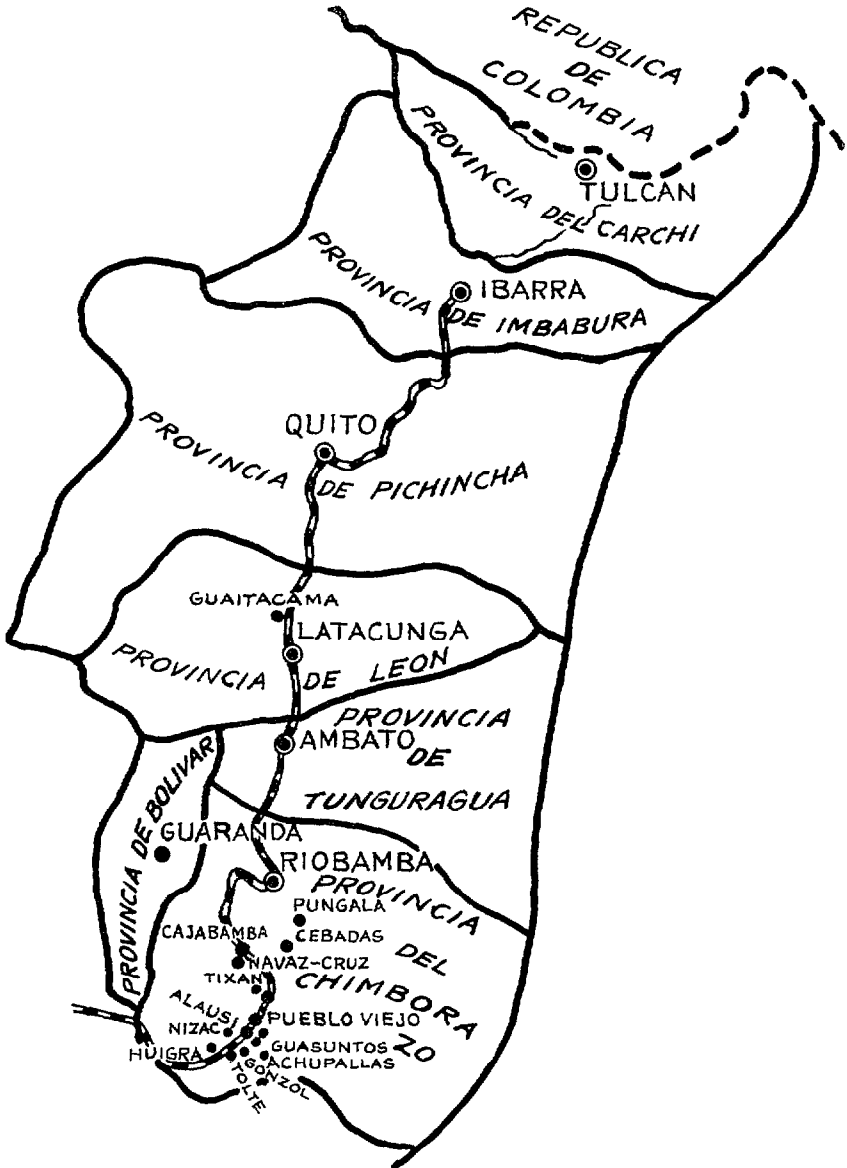 REPUBLICA
DE
COLOMBIA
TULCAN
PROVINCIA DEL CARCHI
IBARRA
PROVINCIA DE IMBABURA
QUITO
PROVINCIA DE PICHINCHA
GUAITACAMA
LATACUNGA
PROVINCIA DE LEON
PROVINCIA
AMBATO
DE
TUNGURAGUA
PROVINCIA DE BOLIVAR
GUARANDA
RIOBAMBA
PROVINCIA
DEL
CHIMBORAZO
PUNGALA
CAJABAMBA
CEBADAS
NAVAZ-CRUZ
TIXAN
ALAUSI
PUEBLO VIEJO
NIZAC
HUIGRA
GUASUNTOS
ACHUPALLAS
GONZOL
TOLTE